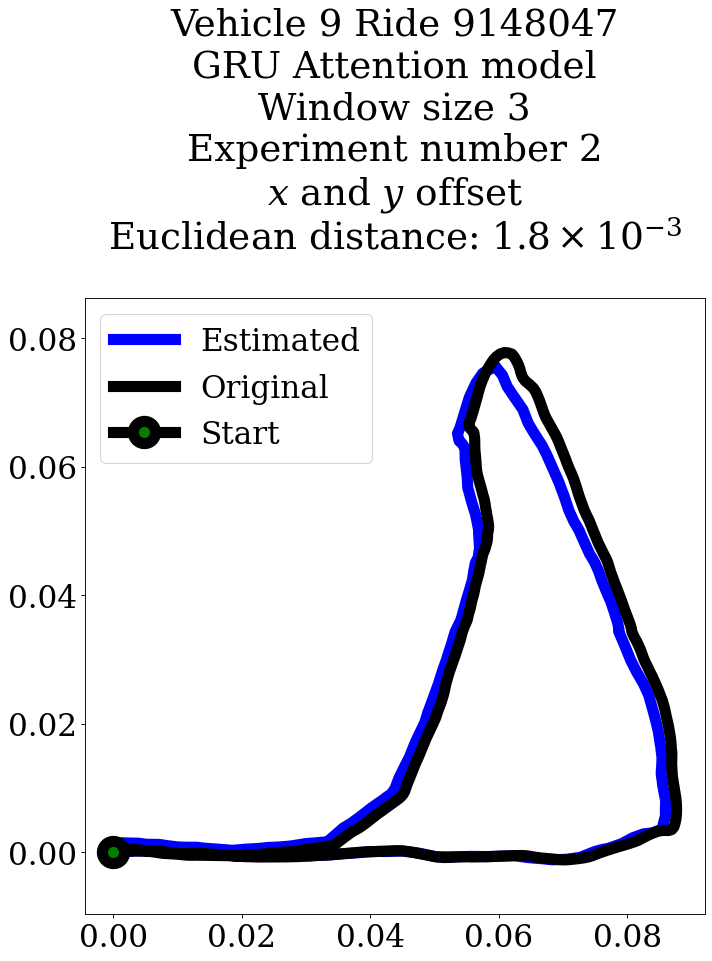 Vehicle 9 Ride 9148047
GRU Attention model
Window size 3
Experiment number 2
x and y offset
Euclidean distance: 1.8 × 10⁻³
Estimated
Original
Start
0.08
0.06
0.04
0.02
0.00
0.00 0.02 0.04 0.06 0.08